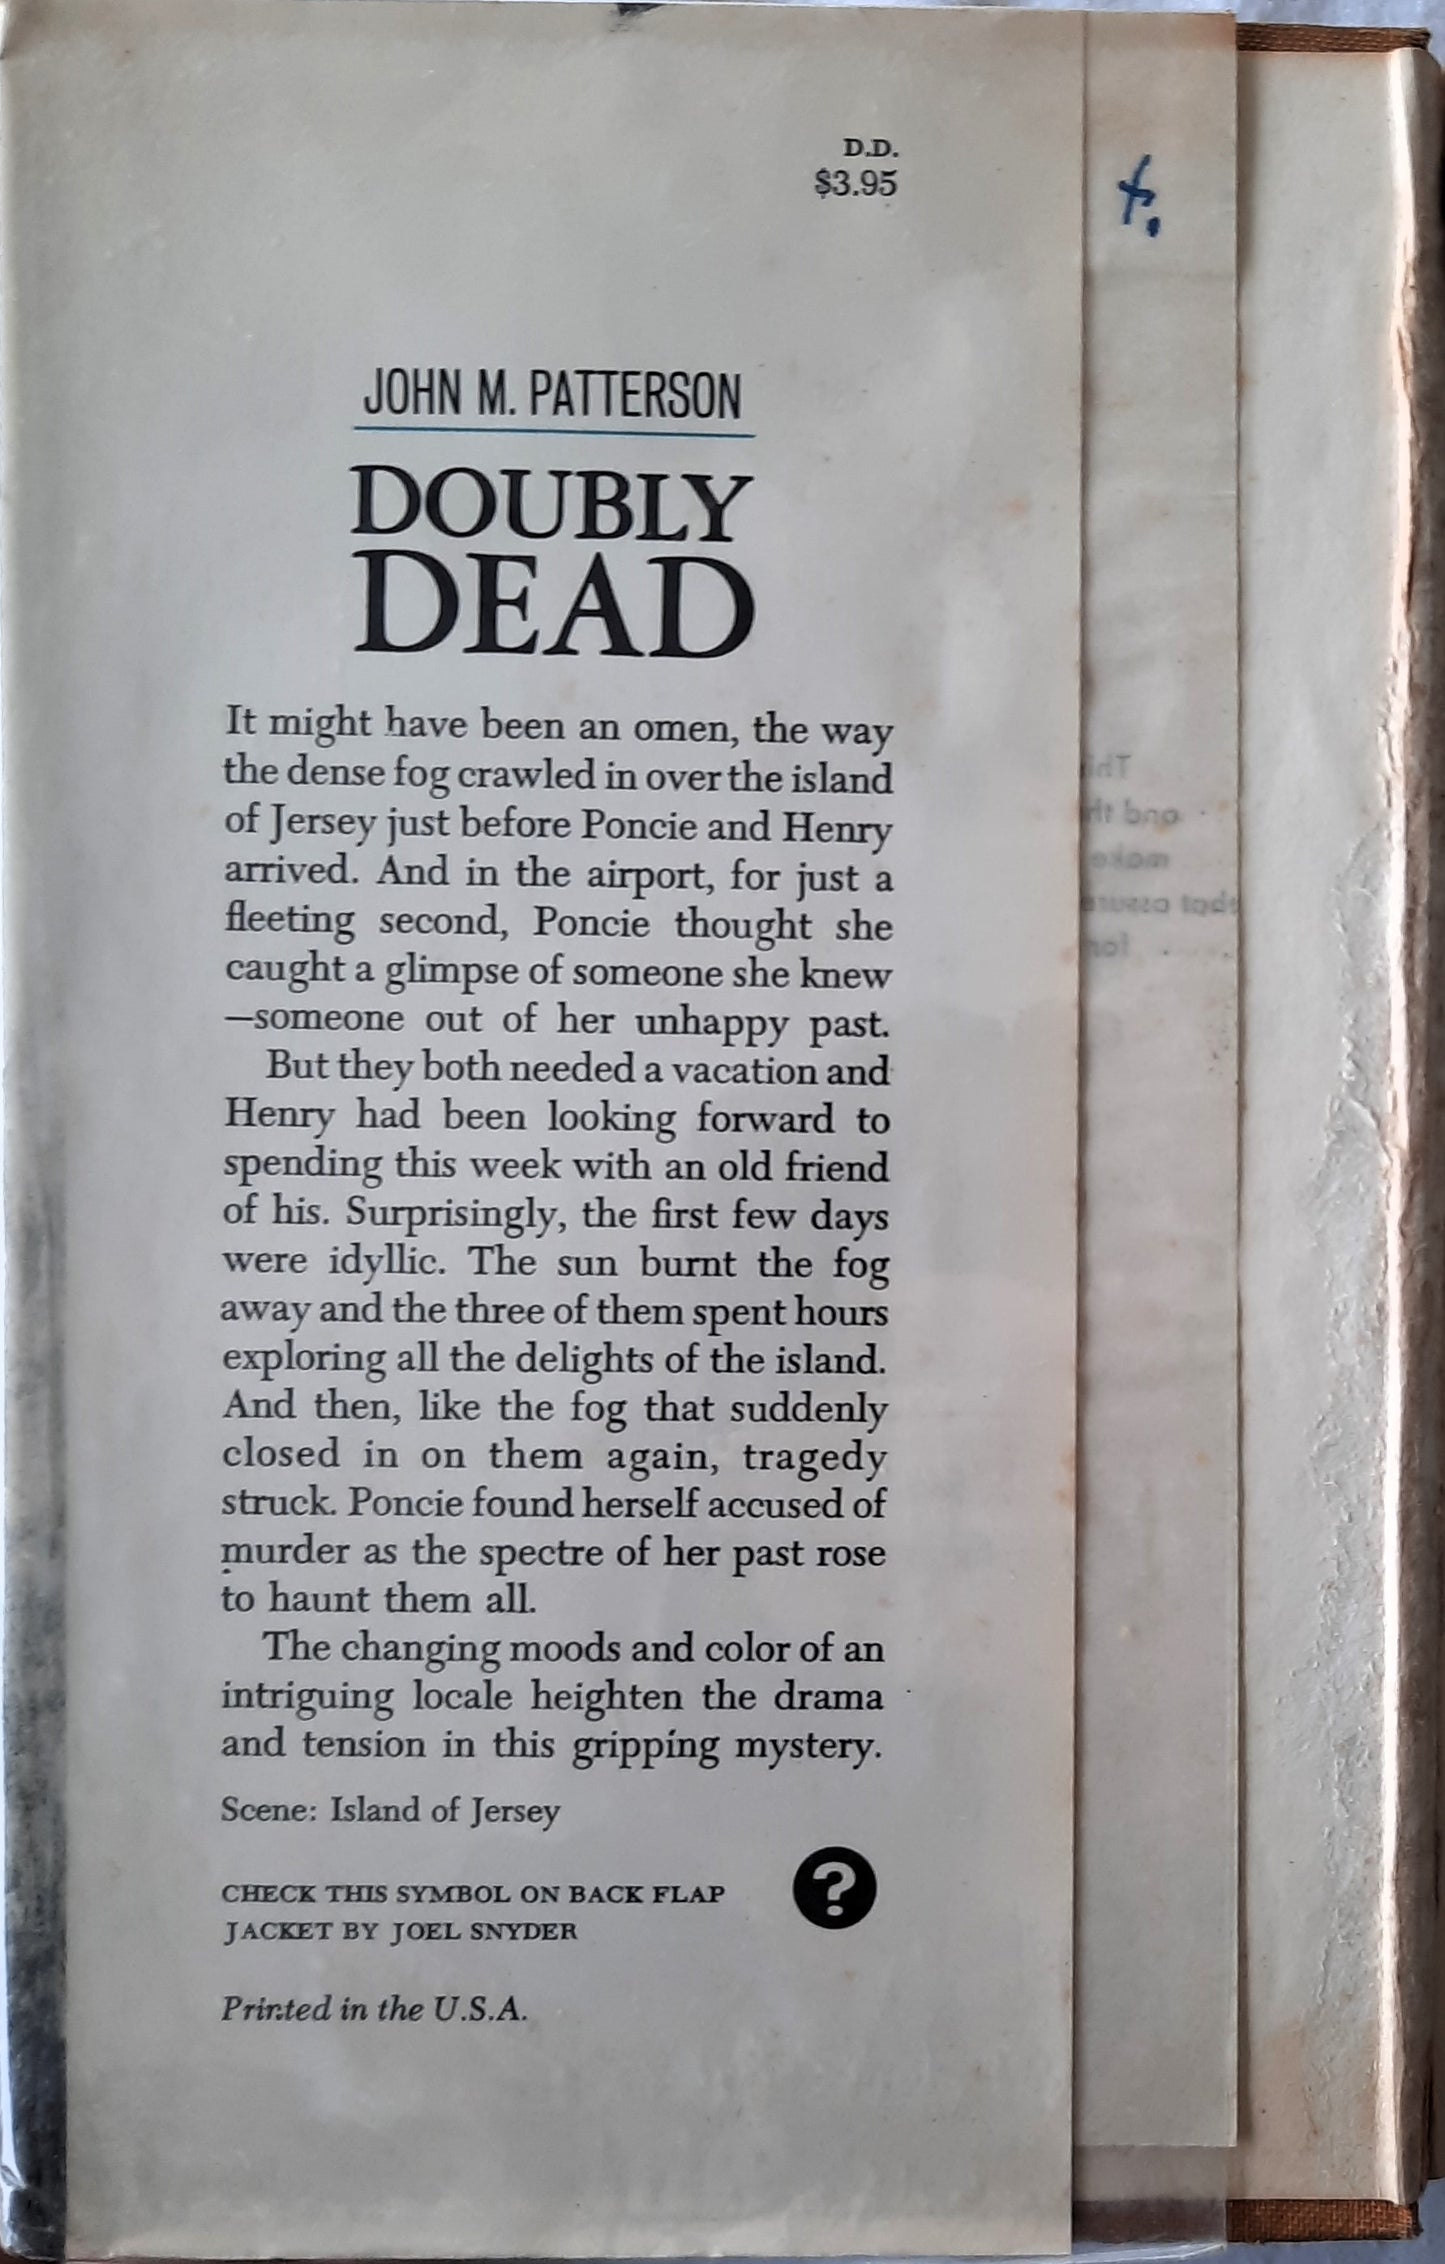 D.D.
$3.95
JOHN M. PATTERSON
DOUBLY
DEAD
It might have been an omen, the way
the dense fog crawled in over the island
of Jersey just before Poncie and Henry
arrived. And in the airport, for just a
fleeting second, Poncie thought she
caught a glimpse of someone she knew
—someone out of her unhappy past.
But they both needed a vacation and
Henry had been looking forward to
spending this week with an old friend
of his. Surprisingly, the first few days
were idyllic. The sun burnt the fog
away and the three of them spent hours
exploring all the delights of the island.
And then, like the fog that suddenly
closed in on them again, tragedy
struck. Poncie found herself accused of
murder as the spectre of her past rose
to haunt them all.
The changing moods and color of an
intriguing locale heighten the drama
and tension in this gripping mystery.
Scene: Island of Jersey
CHECK THIS SYMBOL ON BACK FLAP
?
JACKET BY JOEL SNYDER
Printed in the U.S.A.